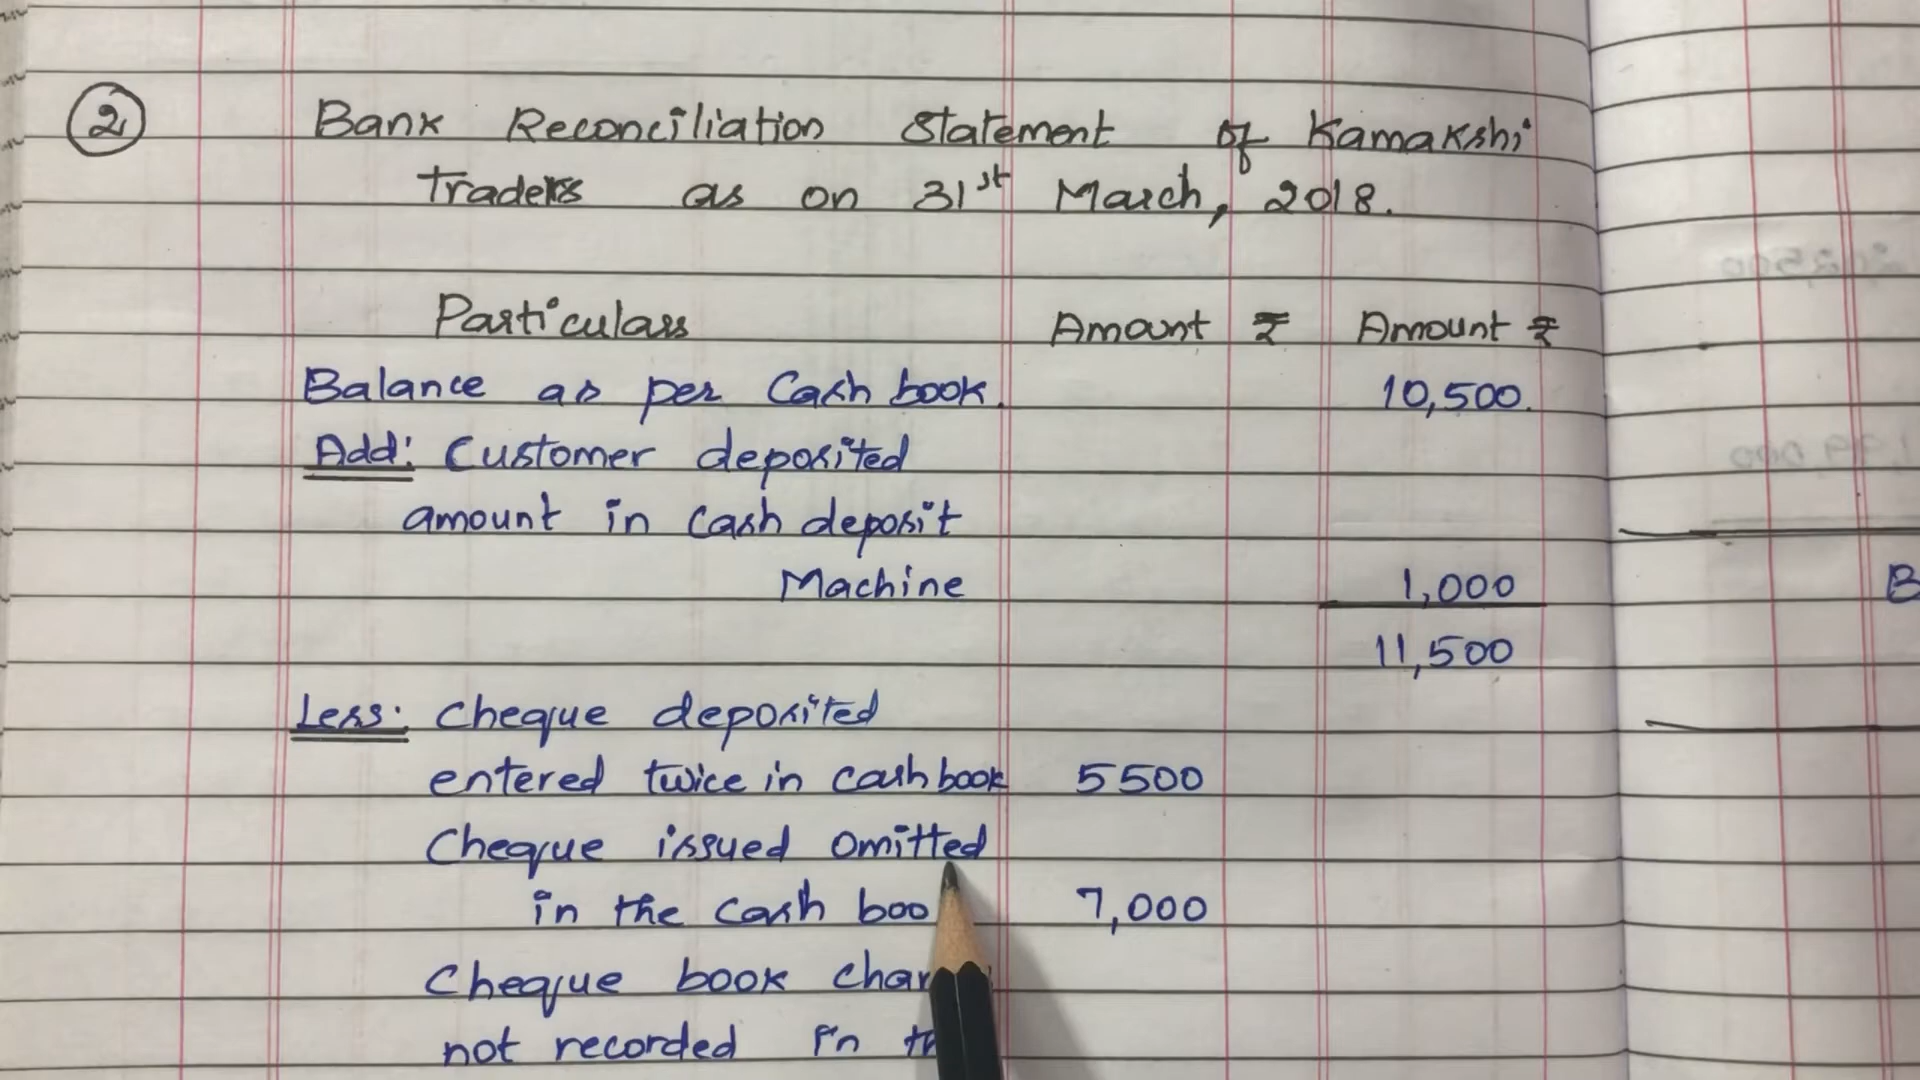 2
Bank Reconciliation Statement of Kamakshi
Traders as on 31st March, 2018.
Particulars Amount ₹ Amount ₹
Balance as per Cash book. 10,500.
Add: Customer deposited
amount in cash deposit
Machine 1,000
11,500
Less: Cheque deposited
entered twice in cash book 5500
Cheque issued omitted
in the cash boo 7,000
Cheque book char
not recorded in th
B